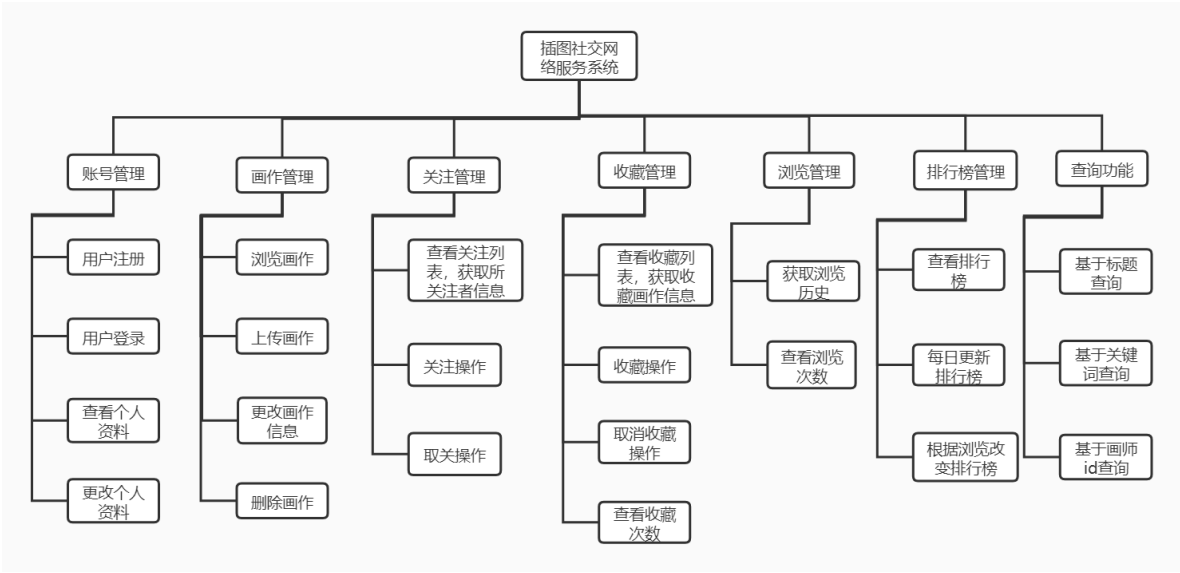 插图社交网
络服务系统
账号管理
画作管理
关注管理
收藏管理
浏览管理
排行榜管理
查询功能
用户注册
用户登录
查看个人
资料
更改个人
资料
浏览画作
上传画作
更改画作
信息
删除画作
查看关注列
表，获取所
关注者信息
关注操作
取关操作
查看收藏列
表，获取收
藏画作信息
收藏操作
取消收藏
操作
查看收藏
次数
获取浏览
历史
查看浏览
次数
查看排行
榜
每日更新
排行榜
根据浏览改
变排行榜
基于标题
查询
基于关键
词查询
基于画师
id查询